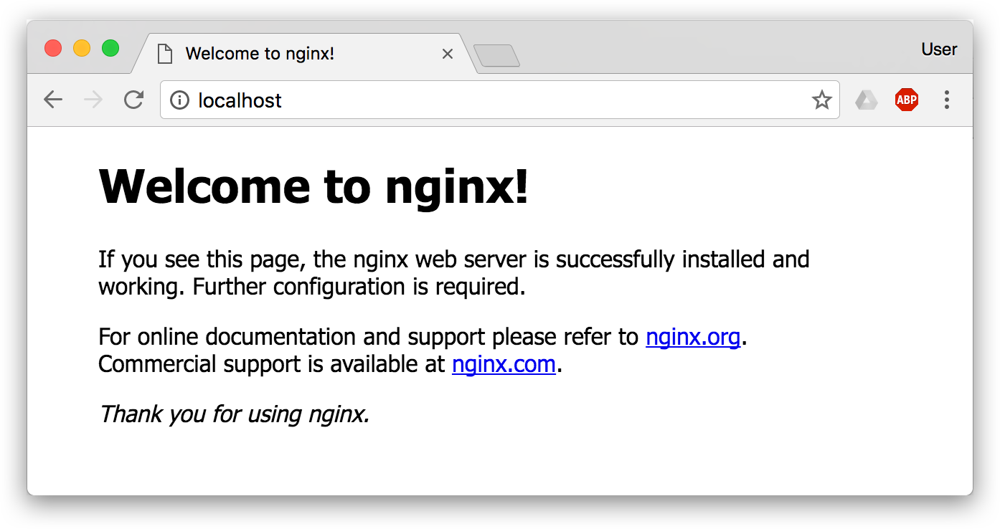 Welcome to nginx!
User
localhost
ABP
Welcome to nginx!
If you see this page, the nginx web server is successfully installed and
working. Further configuration is required.
For online documentation and support please refer to nginx.org.
Commercial support is available at nginx.com.
Thank you for using nginx.